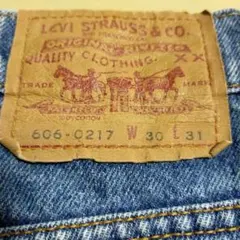 LEVI STRAUSS & CO.
ORIGINAL RIVETED
QUALITY CLOTHING
XX
TRADE MARK
606-0217 W 30 L 31